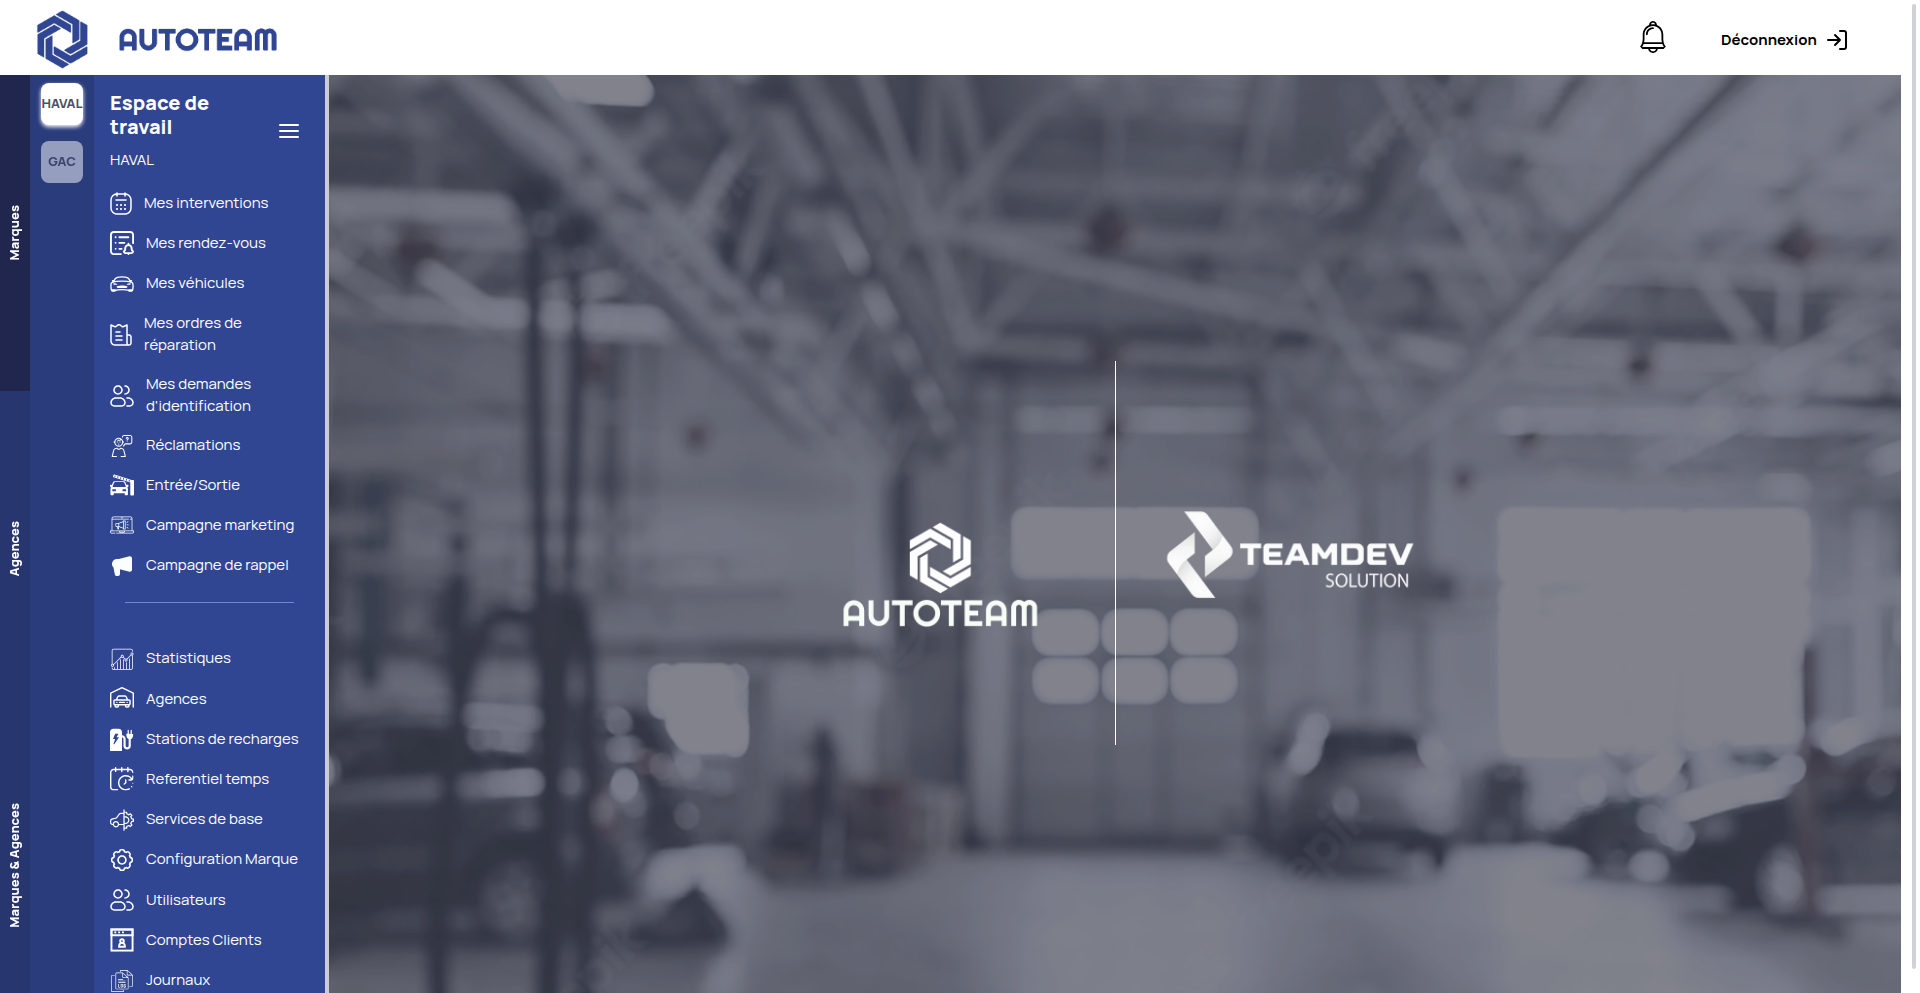 AUTOTEAM
Déconnexion
Marques
Agences
Marques & Agences
HAVAL
GAC
Espace de
travail
HAVAL
Mes interventions
Mes rendez-vous
Mes véhicules
Mes ordres de
réparation
Mes demandes
d'identification
Réclamations
Entrée/Sortie
Campagne marketing
Campagne de rappel
Statistiques
Agences
Stations de recharges
Referentiel temps
Services de base
Configuration Marque
Utilisateurs
Comptes Clients
Journaux
AUTOTEAM
TEAMDEV
SOLUTION